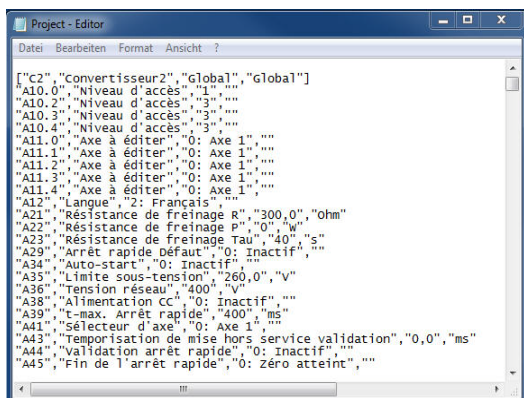 Project - Editor
Datei Bearbeiten Format Ansicht ?
["C2","Convertisseur2","Global","Global"]
"A10.0","Niveau d'accès","1",""
"A10.2","Niveau d'accès","3",""
"A10.3","Niveau d'accès","3",""
"A10.4","Niveau d'accès","3",""
"A11.0","Axe à éditer","0: Axe 1",""
"A11.1","Axe à éditer","0: Axe 1",""
"A11.2","Axe à éditer","0: Axe 1",""
"A11.3","Axe à éditer","0: Axe 1",""
"A11.4","Axe à éditer","0: Axe 1",""
"A12","Langue","2: Français",""
"A21","Résistance de freinage R","300,0","Ohm"
"A22","Résistance de freinage P","0","W"
"A23","Résistance de freinage Tau","40","s"
"A29","Arrêt rapide Défaut","0: Inactif",""
"A34","Auto-start","0: Inactif",""
"A35","Limite sous-tension","260,0","V"
"A36","Tension réseau","400","V"
"A38","Alimentation CC","0: Inactif",""
"A39","t-max. Arrêt rapide","400","ms"
"A41","Sélecteur d'axe","0: Axe 1",""
"A43","Temporisation de mise hors service validation","0,0","ms"
"A44","Validation arrêt rapide","0: Inactif",""
"A45","Fin de l'arrêt rapide","0: Zéro atteint",""